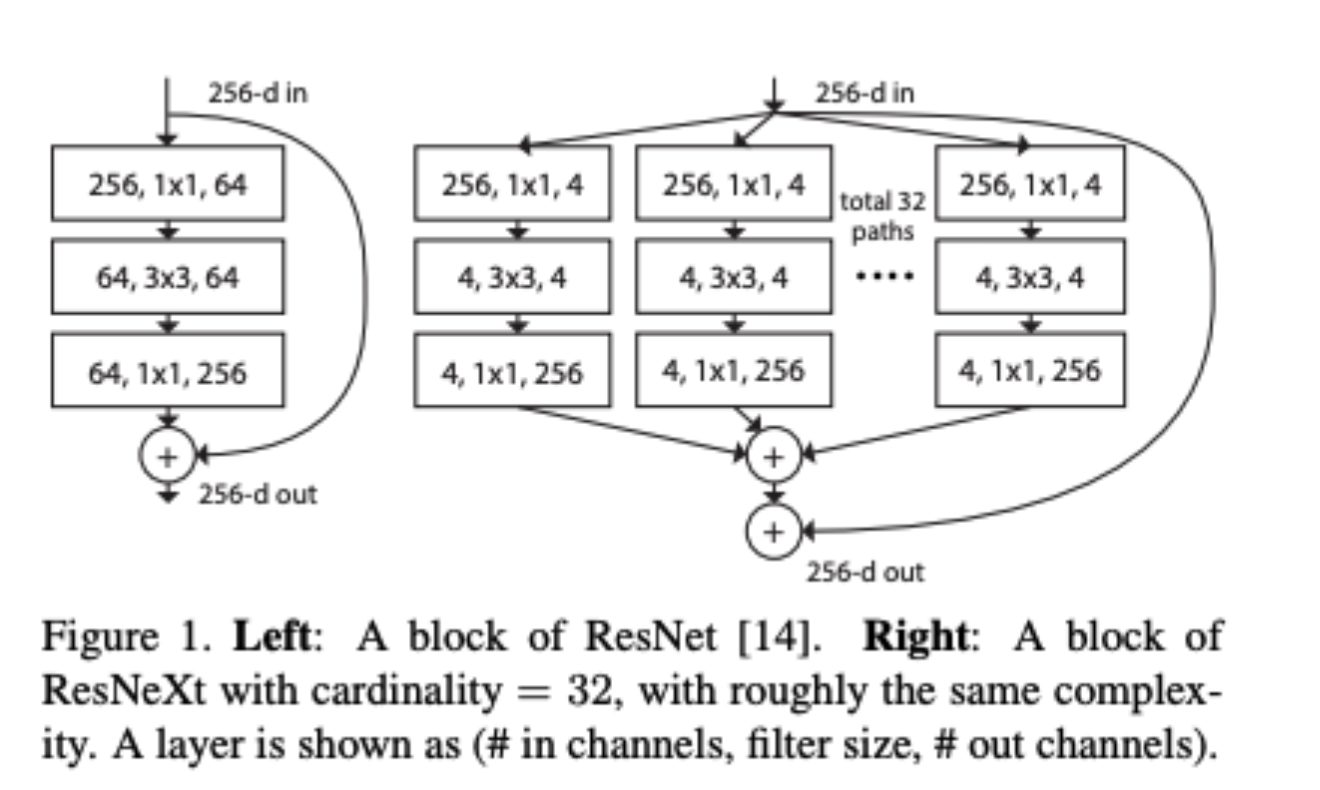 256-d in
256, 1x1, 64
64, 3x3, 64
64, 1x1, 256
+
256-d out
256-d in
256, 1x1, 4
256, 1x1, 4
total 32
paths
256, 1x1, 4
4, 3x3, 4
4, 3x3, 4
....
4, 3x3, 4
4, 1x1, 256
4, 1x1, 256
4, 1x1, 256
+
+
256-d out
Figure 1. Left: A block of ResNet [14]. Right: A block of
ResNeXt with cardinality = 32, with roughly the same complex-
ity. A layer is shown as (# in channels, filter size, # out channels).